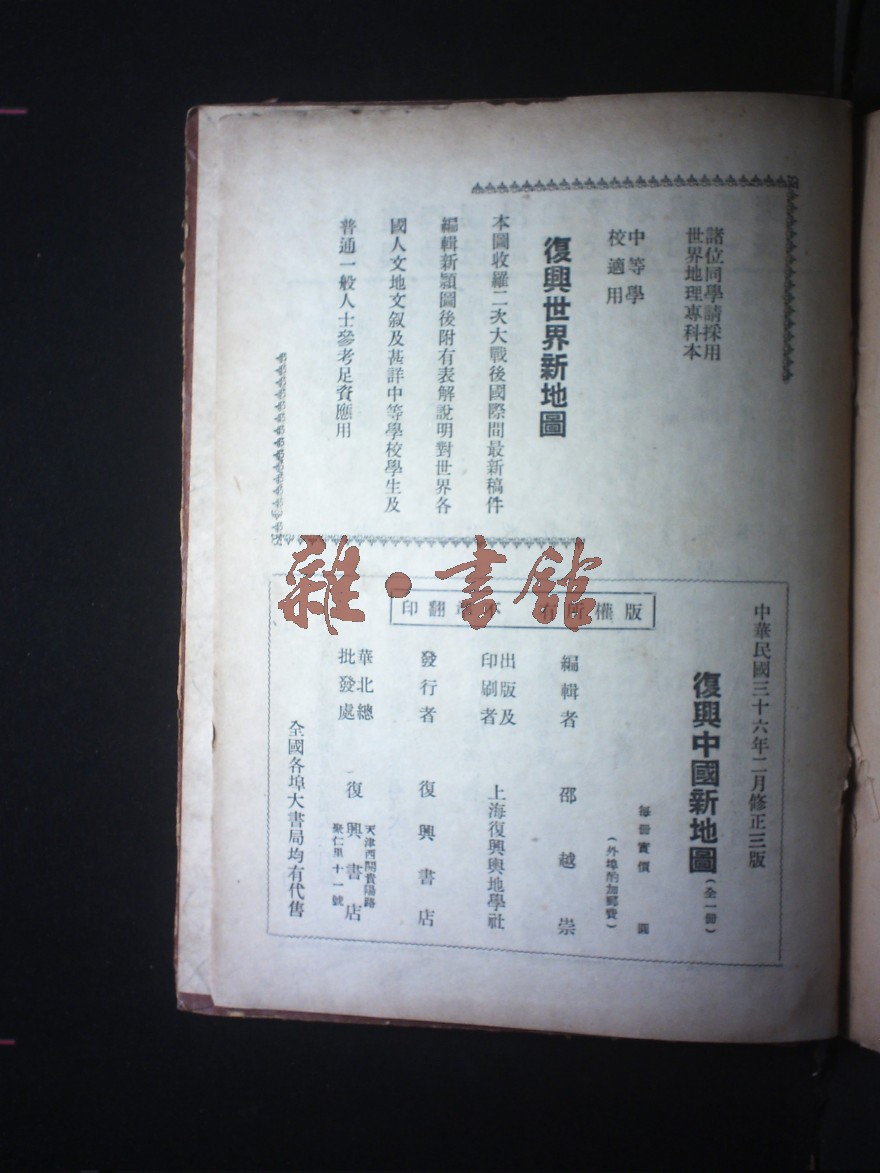 諸位同學請採用
世界地理專科本
中等學
校適用
復興世界新地圖
本圖收羅二次大戰後國際間最新稿件
編輯新穎圖後附有表解說明對世界各
國人文地文叙及甚詳中等學校學生及
普通一般人士參考足資應用
雜·書館
中華民國三十六年二月修正三版
復興中國新地圖(全一冊)
每冊實價 圓
(外埠酌加郵費)
版權所有 翻印
編輯者 邵越崇
出版及
印刷者 上海復興輿地學社
發行者 復興書店
華北總
批發處 復興書店
天津西開貴陽路
聚仁里十一號
全國各埠大書局均有代售